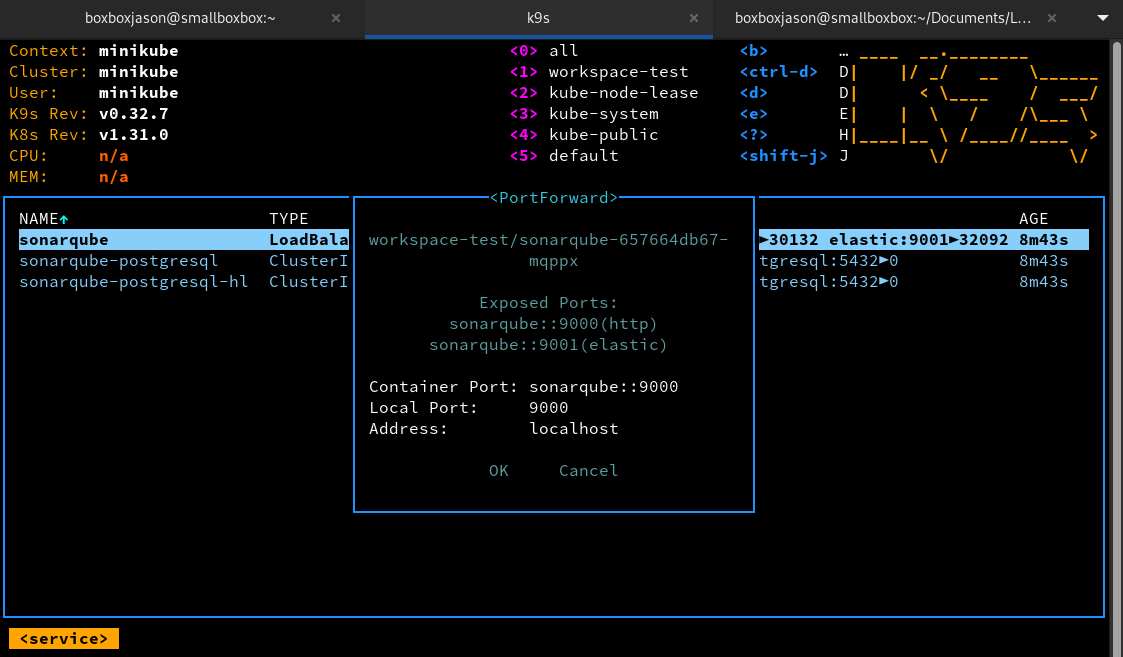 boxboxjason@smallboxbox:~ × k9s × boxboxjason@smallboxbox:~/Documents/L… ×
Context: minikube <0> all <b> …
Cluster: minikube <1> workspace-test <ctrl-d> D
User: minikube <2> kube-node-lease <d> D
K9s Rev: v0.32.7 <3> kube-system <e> E
K8s Rev: v1.31.0 <4> kube-public <?> H
CPU: n/a <5> default <shift-j> J
MEM: n/a
<PortForward>
NAME↑ TYPE AGE
sonarqube LoadBala ►30132 elastic:9001►32092 8m43s
sonarqube-postgresql ClusterI tgresql:5432►0 8m43s
sonarqube-postgresql-hl ClusterI tgresql:5432►0 8m43s
workspace-test/sonarqube-657664db67-
mqppx
Exposed Ports:
sonarqube::9000(http)
sonarqube::9001(elastic)
Container Port: sonarqube::9000
Local Port: 9000
Address: localhost
OK Cancel
<service>